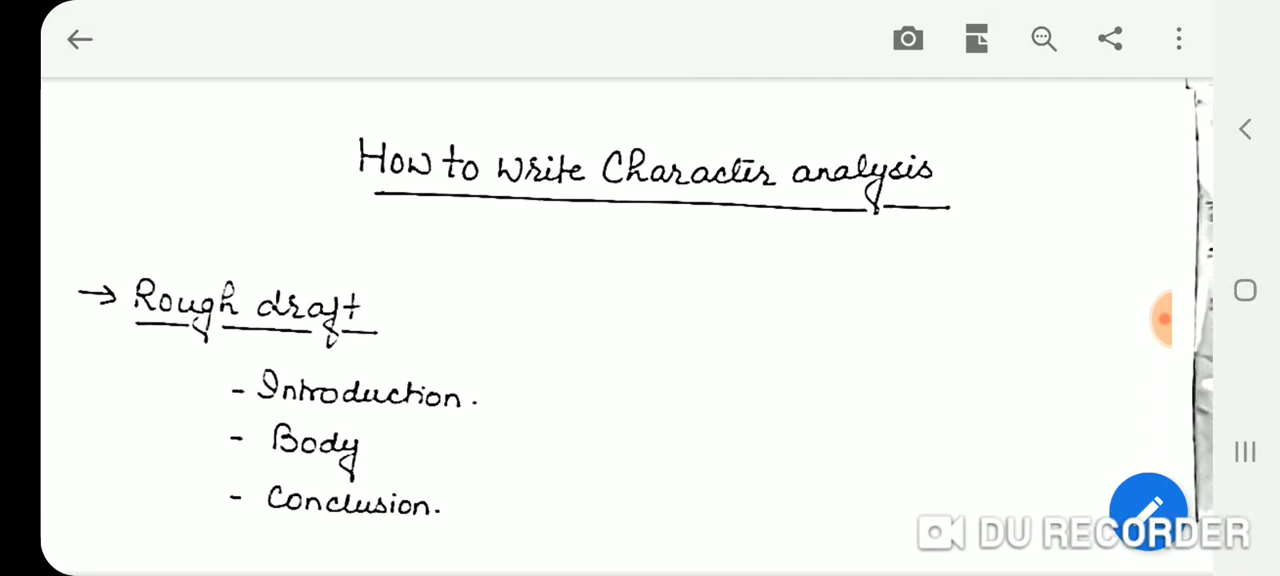 How to Write Character analysis
→ Rough draft
- Introduction.
- Body
- Conclusion.
DU RECORDER